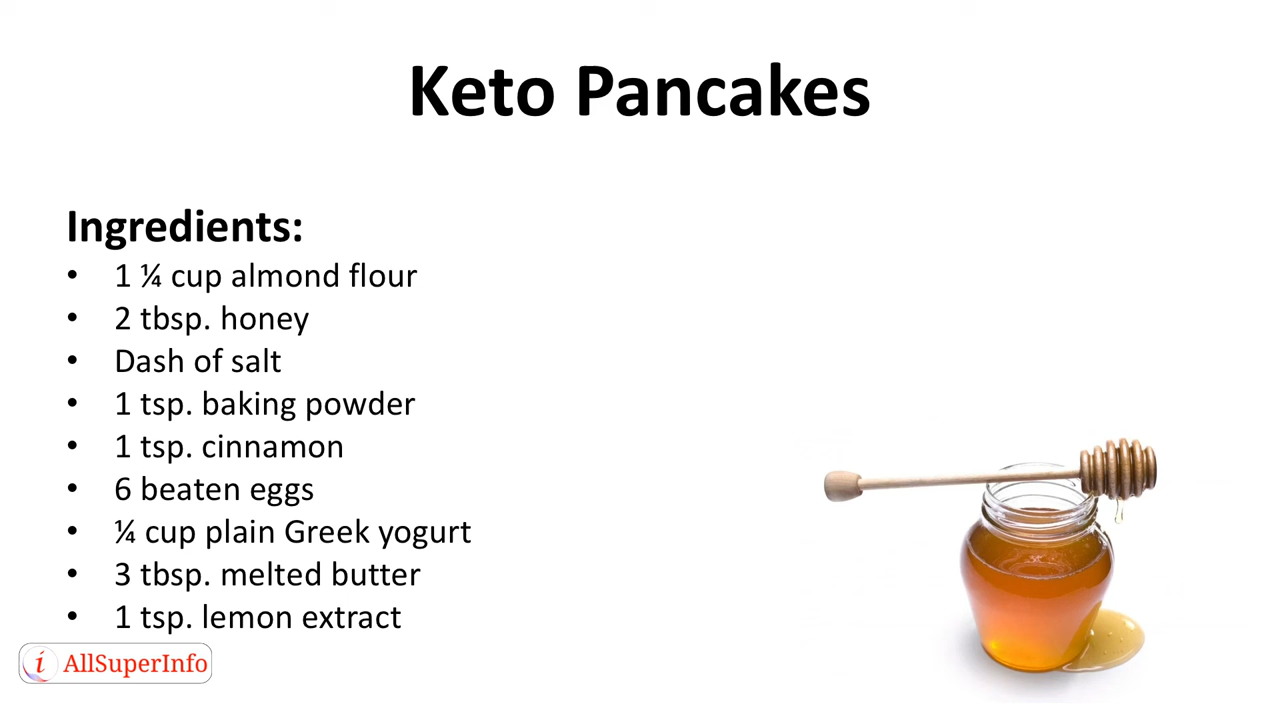 Keto Pancakes
Ingredients:
• 1 ¼ cup almond flour
• 2 tbsp. honey
• Dash of salt
• 1 tsp. baking powder
• 1 tsp. cinnamon
• 6 beaten eggs
• ¼ cup plain Greek yogurt
• 3 tbsp. melted butter
• 1 tsp. lemon extract
i AllSuperInfo